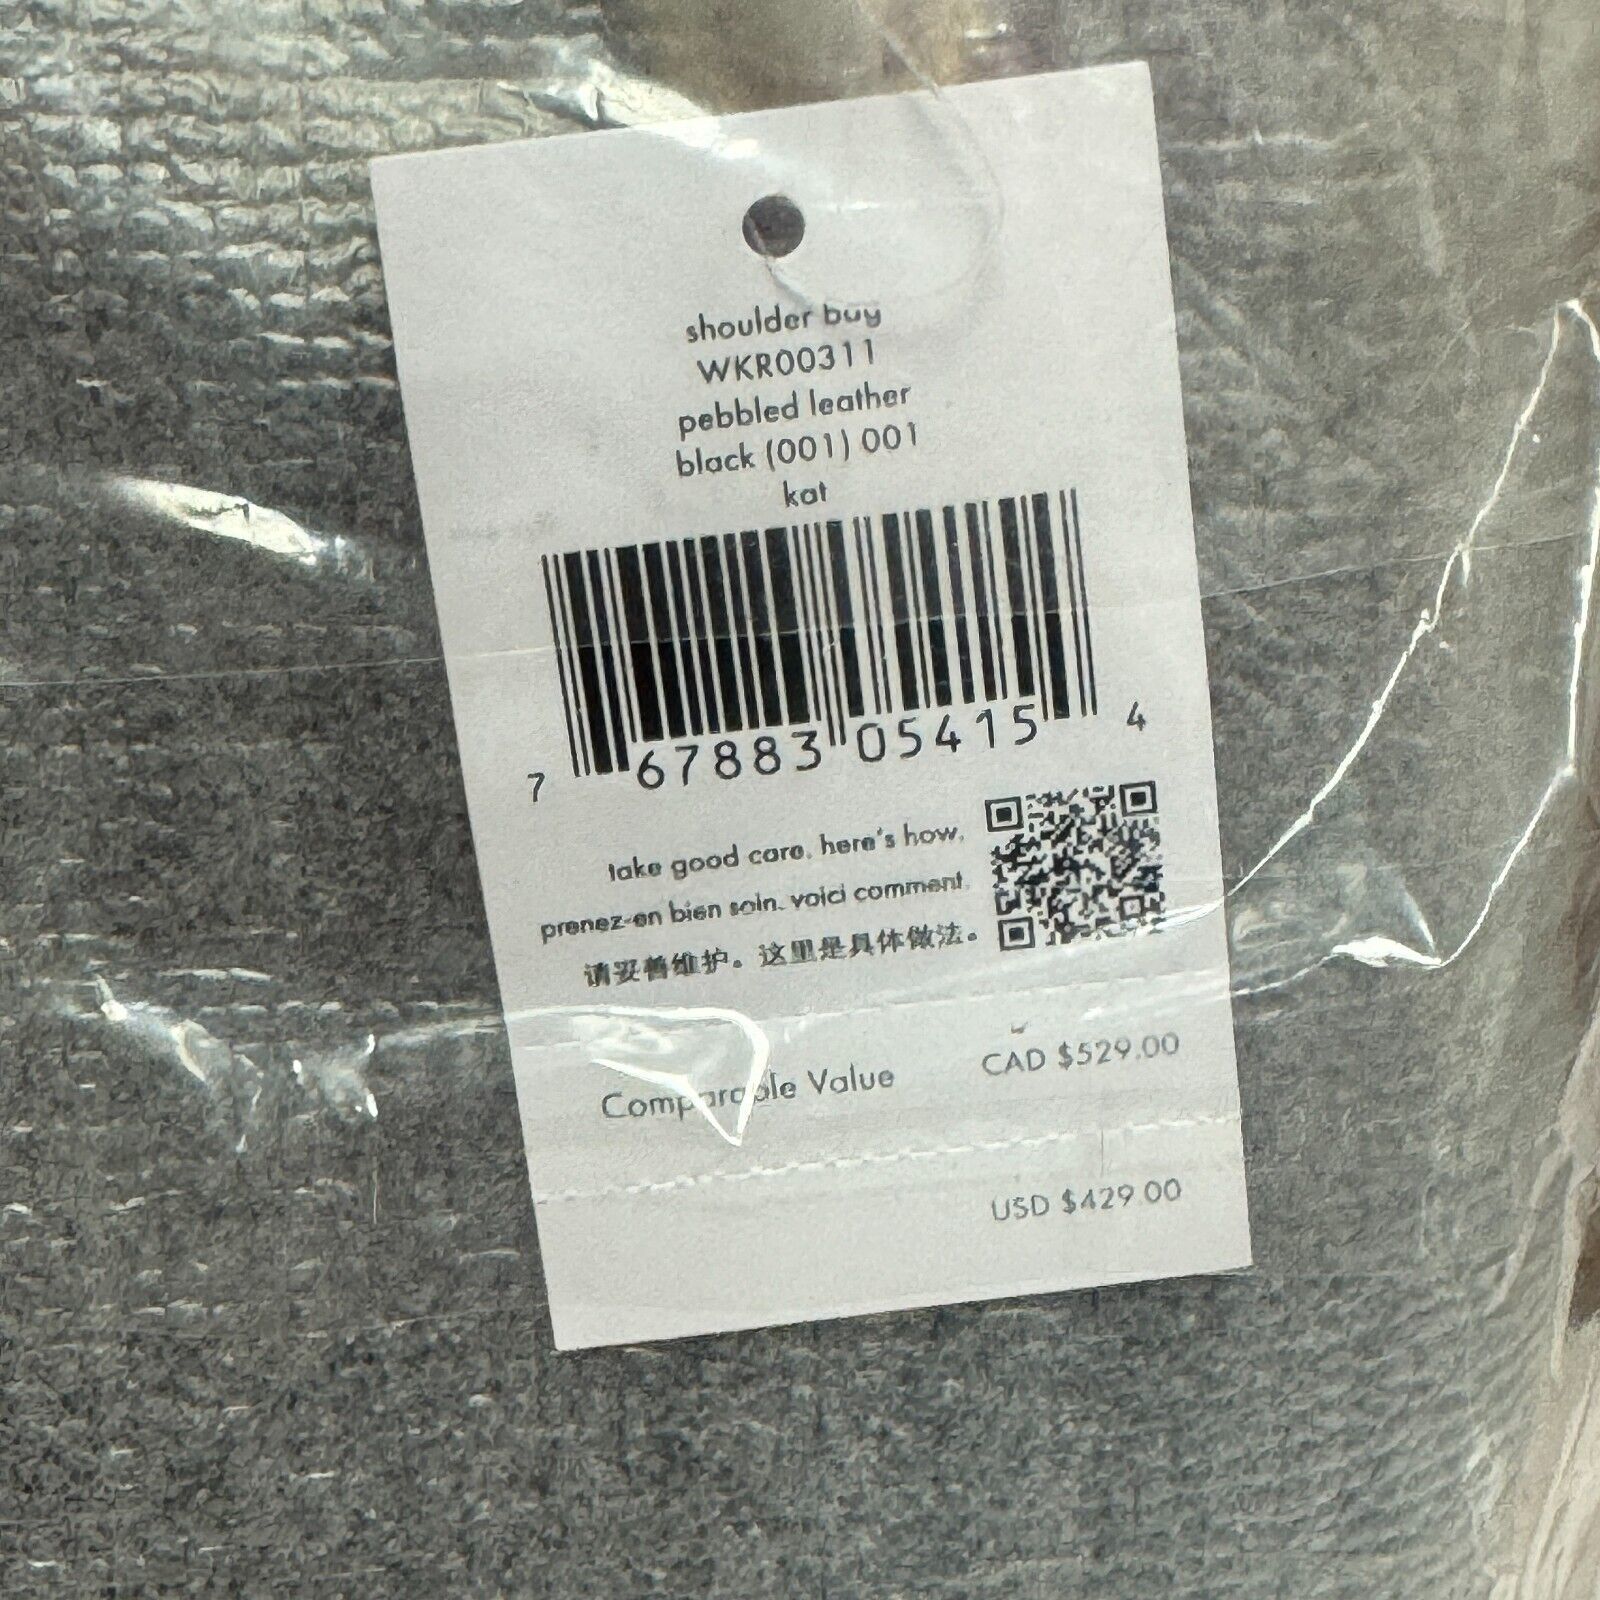 shoulder bag
WKR00311
pebbled leather
black (001) 001
kat
7 67883 05415 4
take good care. here's how.
prenez-en bien soin. voici comment.
请妥善维护。这里是具体做法。
Comparable Value CAD $529.00
USD $429.00